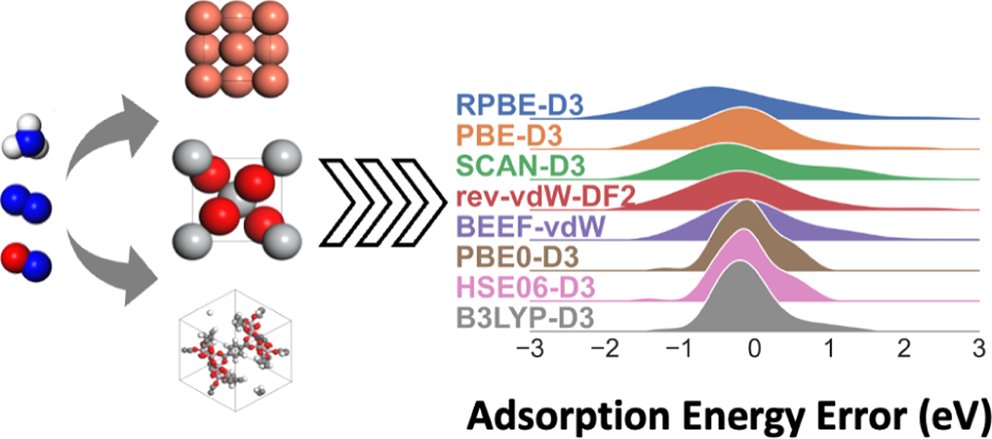 RPBE-D3
PBE-D3
SCAN-D3
rev-vdW-DF2
BEEF-vdW
PBE0-D3
HSE06-D3
B3LYP-D3
−3 −2 −1 0 1 2 3
Adsorption Energy Error (eV)